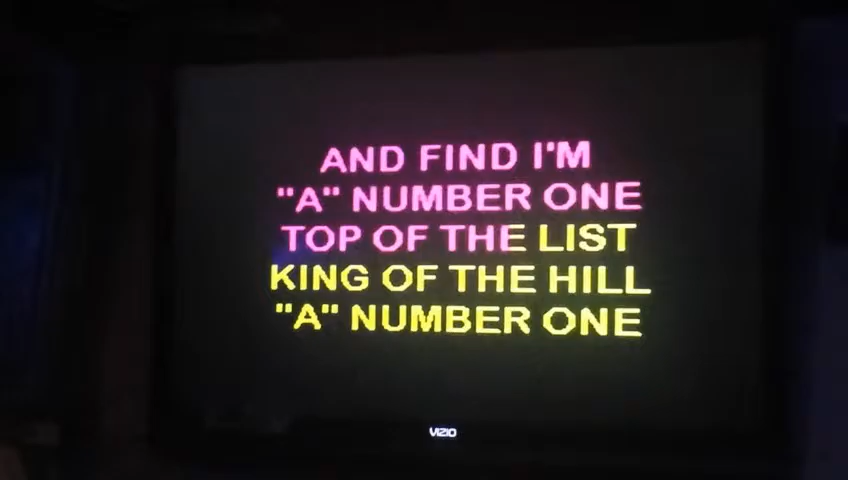 AND FIND I'M
"A" NUMBER ONE
TOP OF THE LIST
KING OF THE HILL
"A" NUMBER ONE
VIZIO